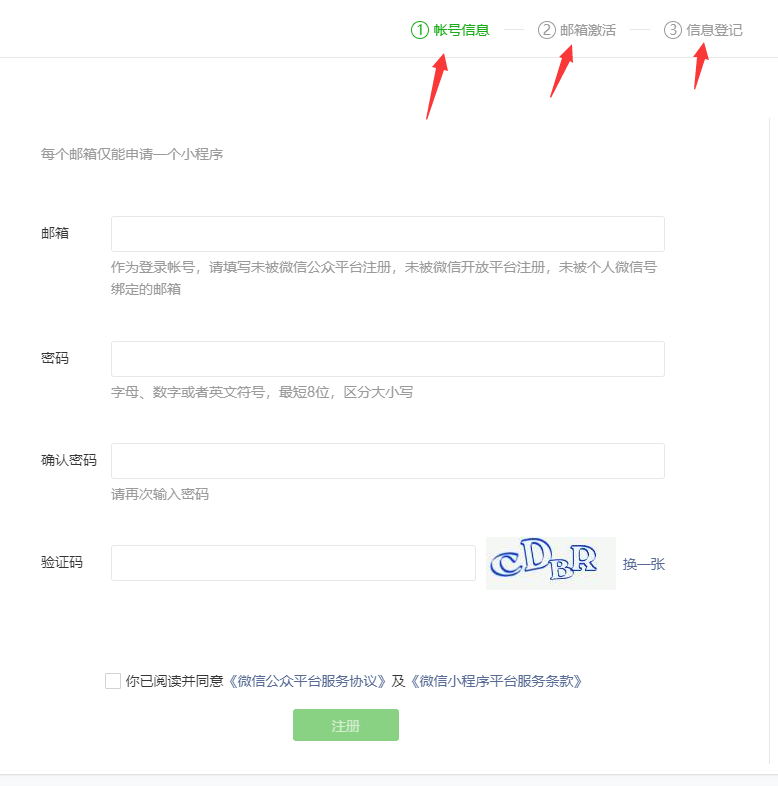 ① 帐号信息 ② 邮箱激活 ③ 信息登记
每个邮箱仅能申请一个小程序
邮箱
作为登录帐号，请填写未被微信公众平台注册，未被微信开放平台注册，未被个人微信号
绑定的邮箱
密码
字母、数字或者英文符号，最短8位，区分大小写
确认密码
请再次输入密码
验证码 CDBR 换一张
你已阅读并同意《微信公众平台服务协议》及《微信小程序平台服务条款》
注册